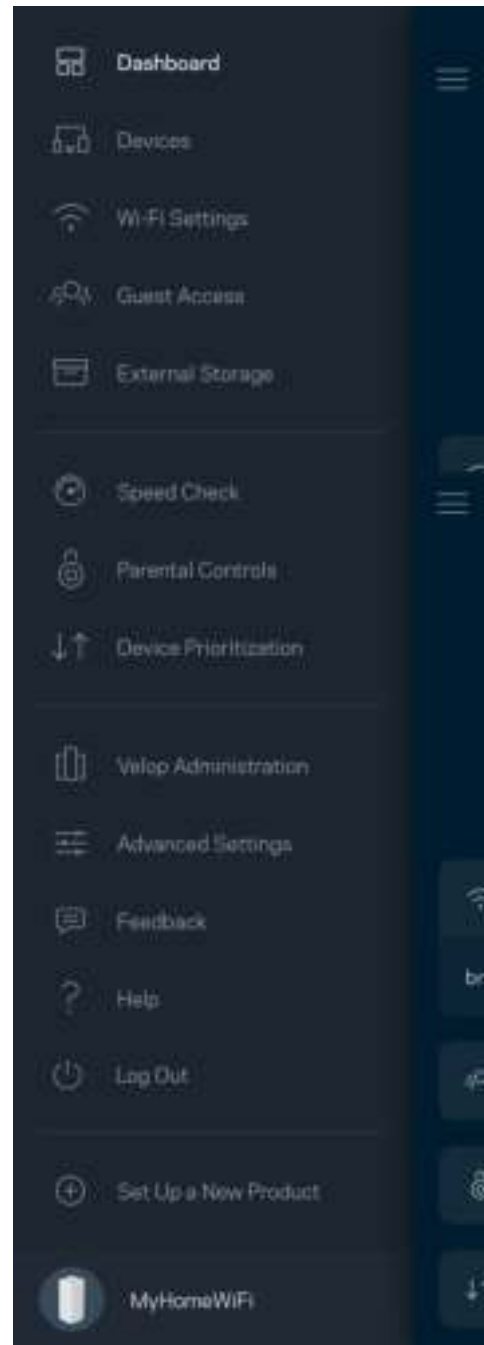 Dashboard
Devices
Wi-Fi Settings
Guest Access
External Storage
Speed Check
Parental Controls
Device Prioritization
Velop Administration
Advanced Settings
Feedback
Help
Log Out
Set Up a New Product
MyHomeWiFi
br